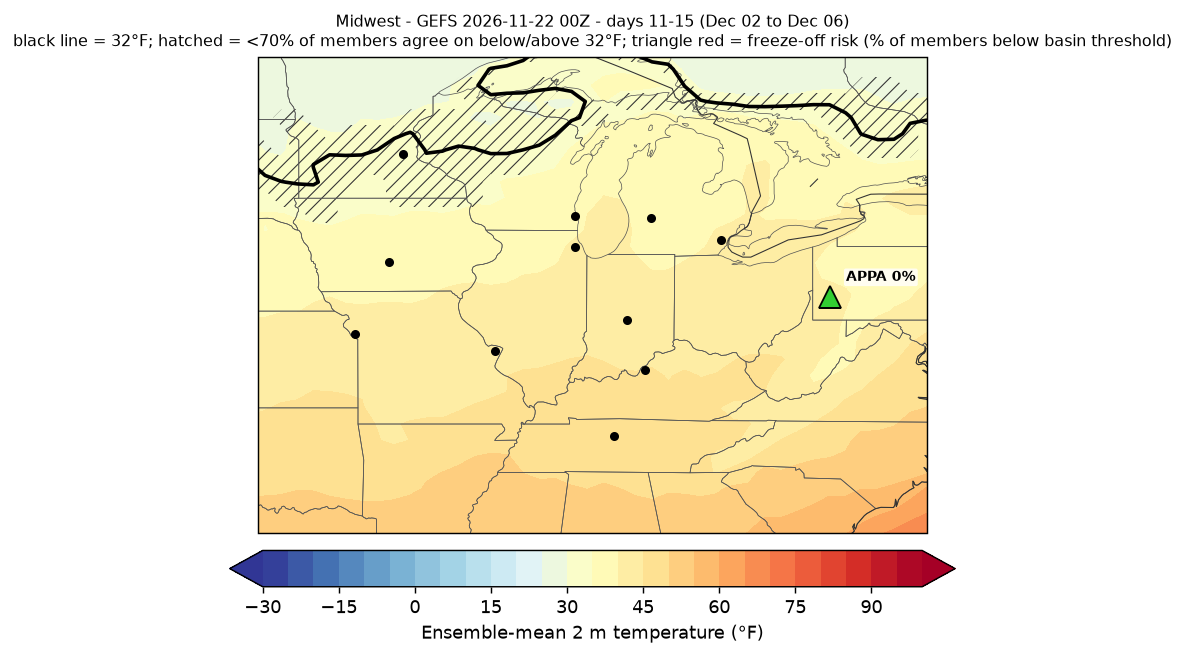 Midwest - GEFS 2026-11-22 00Z - days 11-15 (Dec 02 to Dec 06)
black line = 32°F; hatched = <70% of members agree on below/above 32°F; triangle red = freeze-off risk (% of members below basin threshold)
APPA 0%
−30 −15 0 15 30 45 60 75 90
Ensemble-mean 2 m temperature (°F)